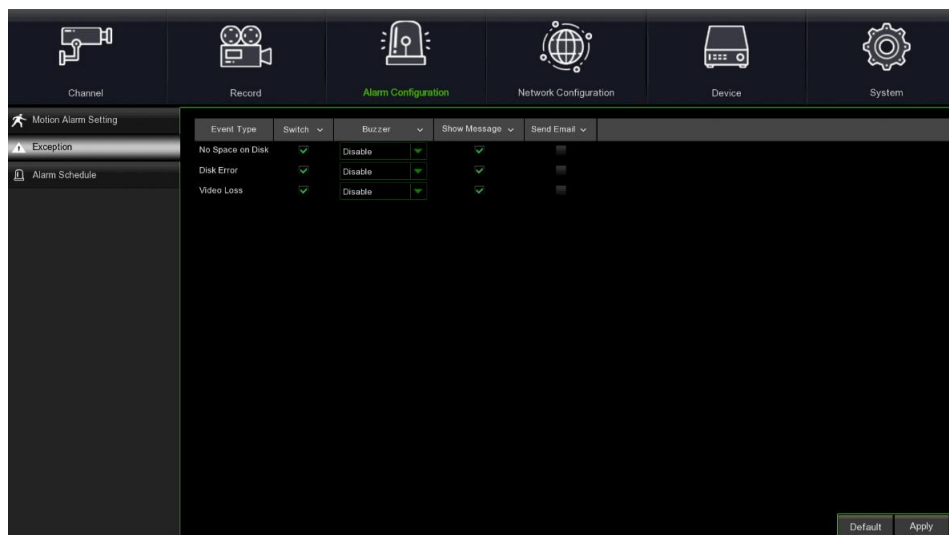 Channel Record Alarm Configuration Network Configuration Device System
Motion Alarm Setting
Exception
Alarm Schedule
Event Type Switch Buzzer Show Message Send Email
No Space on Disk Disable
Disk Error Disable
Video Loss Disable
Default Apply